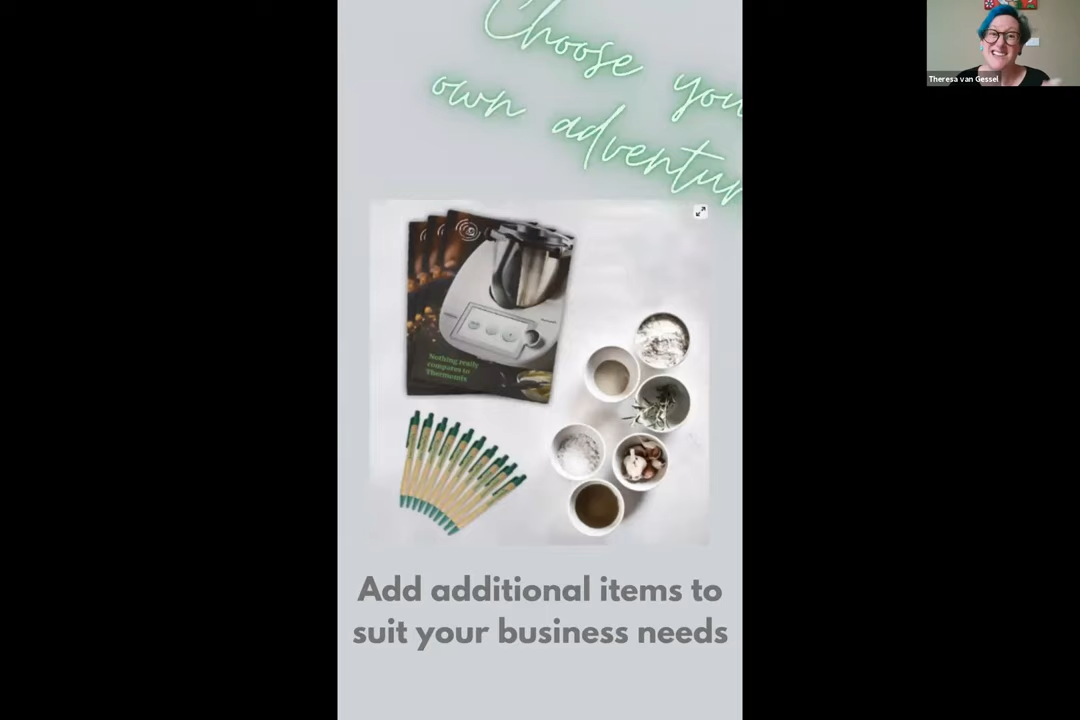 Choose you
own adventur
Theresa van Gessel
Nothing really
compares to
Thermomix
Add additional items to
suit your business needs